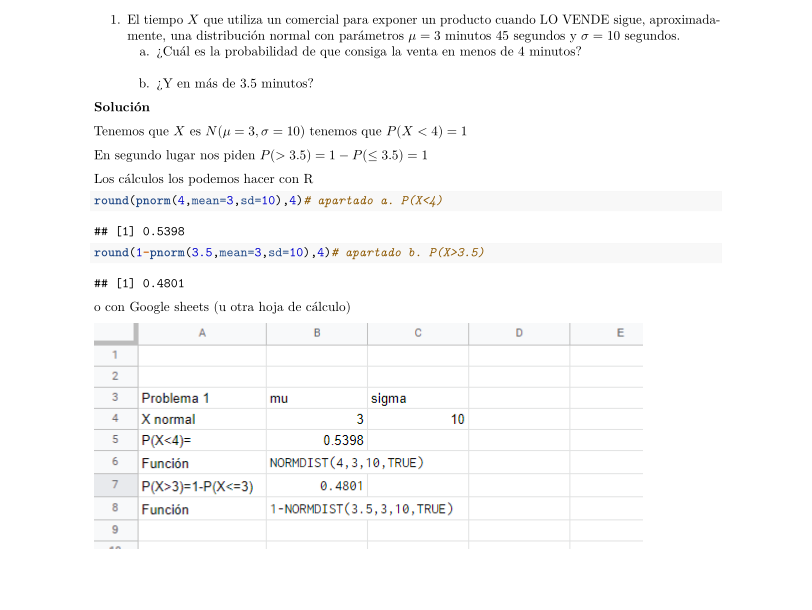 1. El tiempo X que utiliza un comercial para exponer un producto cuando LO VENDE sigue, aproximada-
mente, una distribución normal con parámetros μ = 3 minutos 45 segundos y σ = 10 segundos.
a. ¿Cuál es la probabilidad de que consiga la venta en menos de 4 minutos?
b. ¿Y en más de 3.5 minutos?
Solución
Tenemos que X es N(μ = 3, σ = 10) tenemos que P(X < 4) = 1
En segundo lugar nos piden P(> 3.5) = 1 − P(≤ 3.5) = 1
Los cálculos los podemos hacer con R
round(pnorm(4,mean=3,sd=10),4)# apartado a. P(X<4)
## [1] 0.5398
round(1-pnorm(3.5,mean=3,sd=10),4)# apartado b. P(X>3.5)
## [1] 0.4801
o con Google sheets (u otra hoja de cálculo)
A B C D E
1
2
3 Problema 1 mu sigma
4 X normal 3 10
5 P(X<4)= 0.5398
6 Función NORMDIST(4,3,10,TRUE)
7 P(X>3)=1-P(X<=3) 0.4801
8 Función 1-NORMDIST(3.5,3,10,TRUE)
9